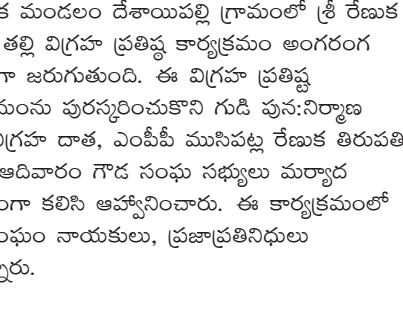 మండలం దేశాయిపల్లి గ్రామంలో శ్రీ రేణుక
తల్లి విగ్రహ ప్రతిష్ఠ కార్యక్రమం అంగరంగ
జరుగుతుంది. ఈ విగ్రహ ప్రతిష్ట
పురస్కరించుకొని గుడి పున:నిర్మాణ
దాత, ఎంపీపీ ముసిపట్ల రేణుక తిరుపతి
ఆదివారం గౌడ సంఘ సభ్యులు మర్యాద
కలిసి ఆహ్వానించారు. ఈ కార్యక్రమంలో
నాయకులు, ప్రజాప్రతినిధులు